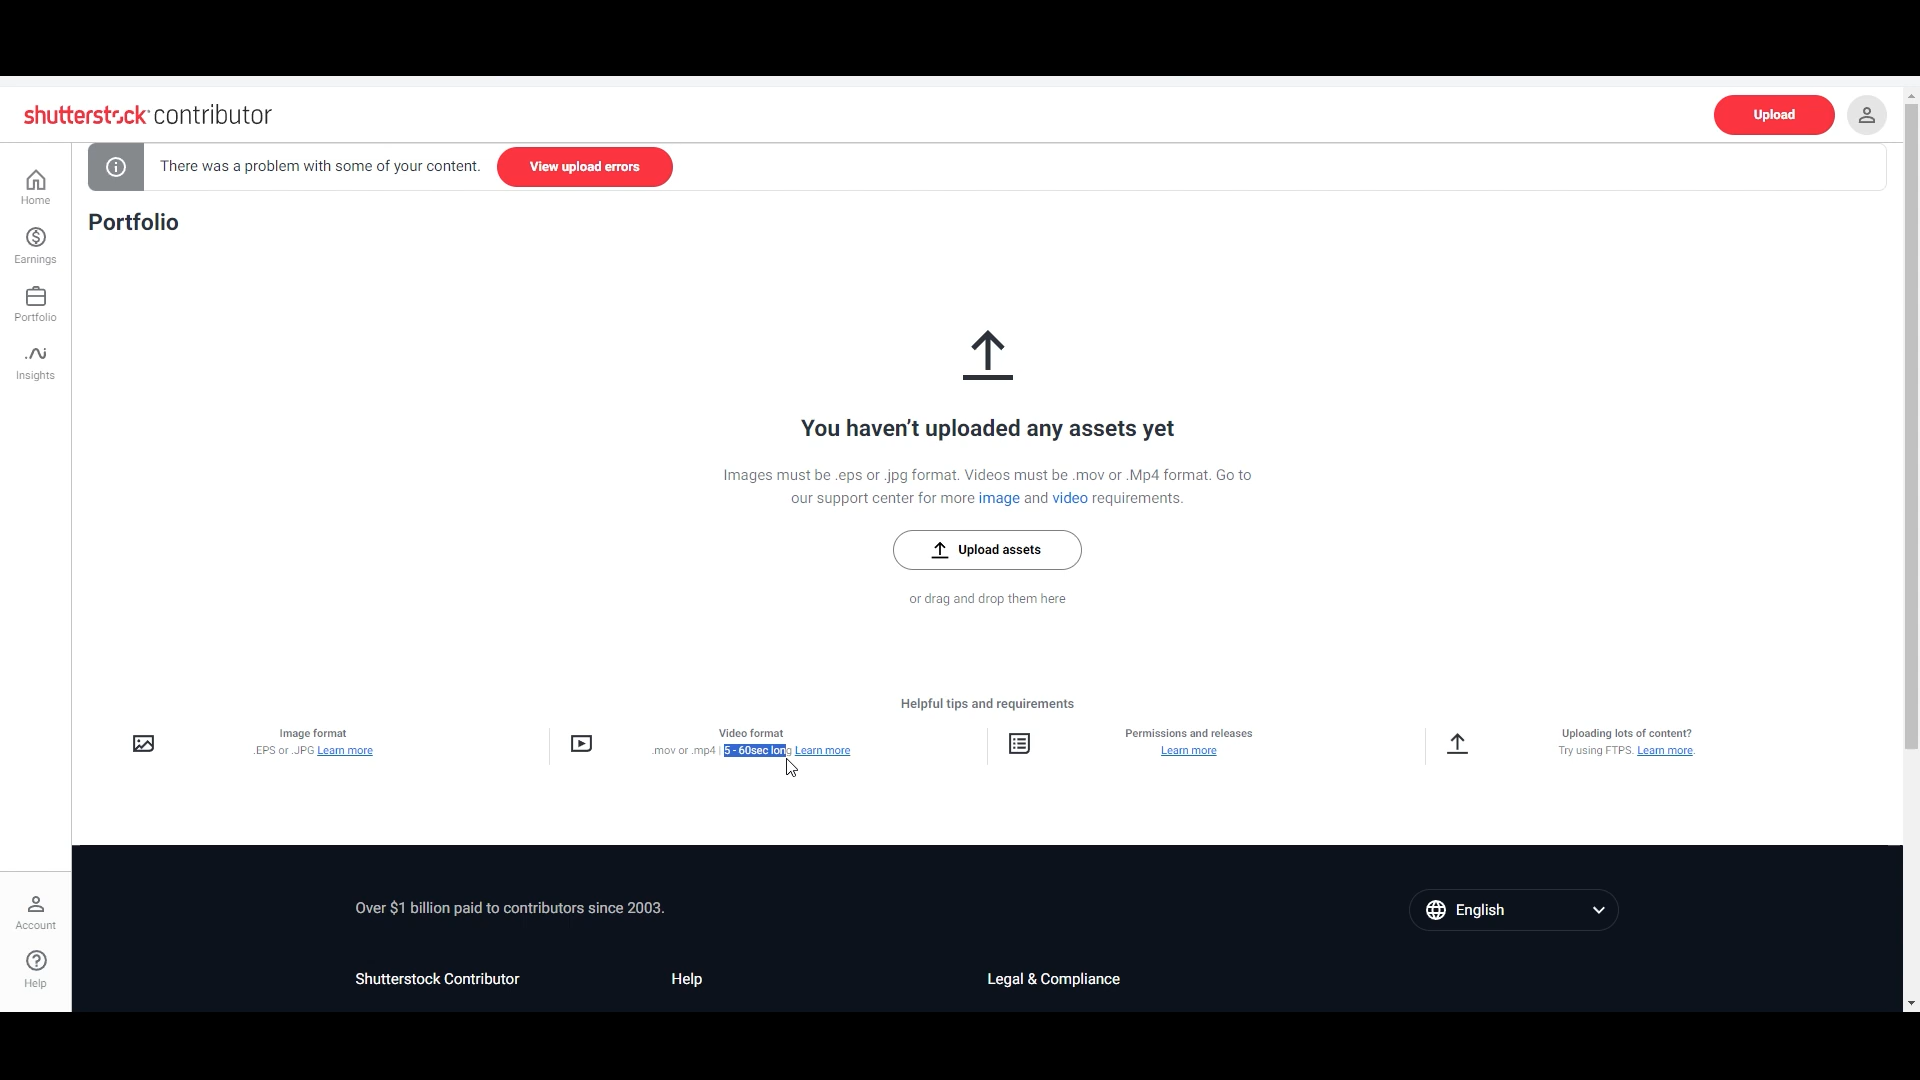 shutterstock contributor
Upload
There was a problem with some of your content.
View upload errors
Home
Earnings
Portfolio
Insights
Portfolio
You haven't uploaded any assets yet
Images must be .eps or .jpg format. Videos must be .mov or .Mp4 format. Go to
our support center for more image and video requirements.
Upload assets
or drag and drop them here
Helpful tips and requirements
Image format
.EPS or .JPG Learn more
Video format
.mov or .mp4 | 5 - 60sec long Learn more
Permissions and releases
Learn more
Uploading lots of content?
Try using FTPS. Learn more.
Account
Help
Over $1 billion paid to contributors since 2003.
English
Shutterstock Contributor
Help
Legal & Compliance